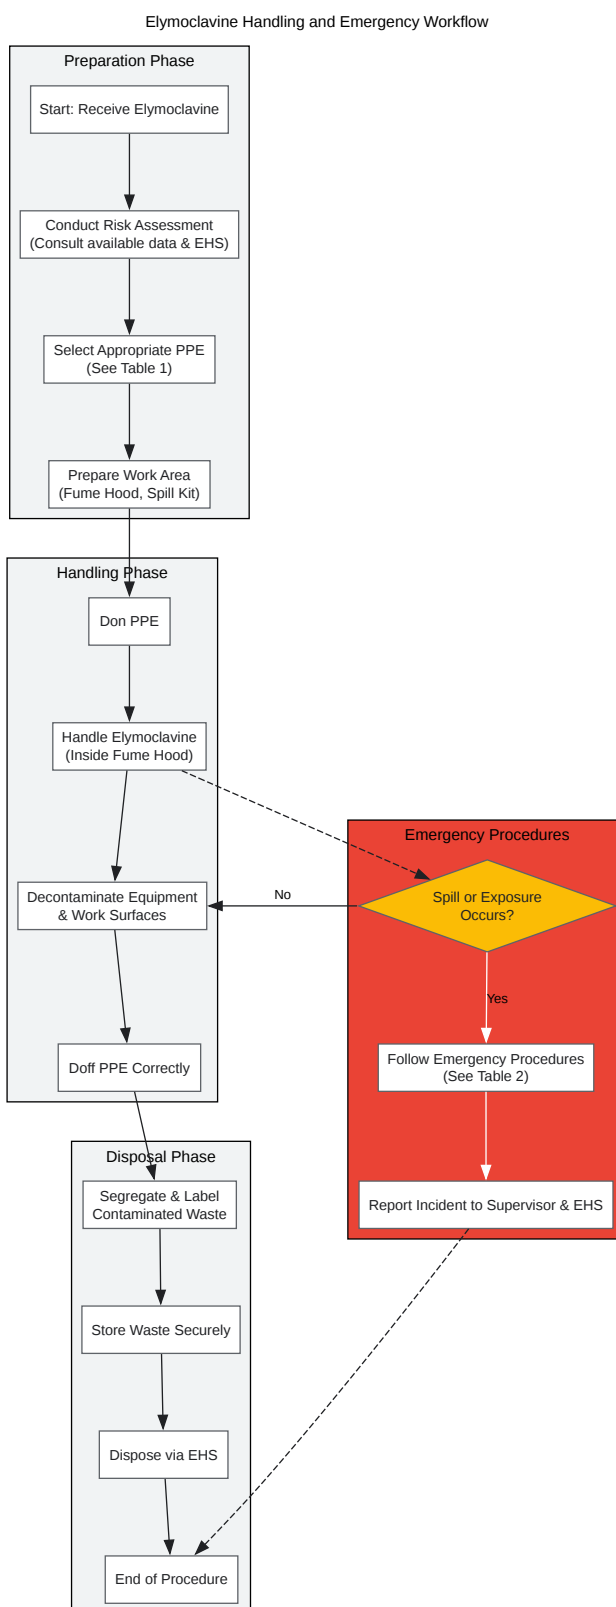 Elymoclavine Handling and Emergency Workflow
Preparation Phase
Start: Receive Elymoclavine
Conduct Risk Assessment
(Consult available data & EHS)
Select Appropriate PPE
(See Table 1)
Prepare Work Area
(Fume Hood, Spill Kit)
Handling Phase
Don PPE
Handle Elymoclavine
(Inside Fume Hood)
Emergency Procedures
Spill or Exposure
Occurs?
No
Decontaminate Equipment
& Work Surfaces
Yes
Follow Emergency Procedures
(See Table 2)
Doff PPE Correctly
Disposal Phase
Segregate & Label
Contaminated Waste
Report Incident to Supervisor & EHS
Store Waste Securely
Dispose via EHS
End of Procedure